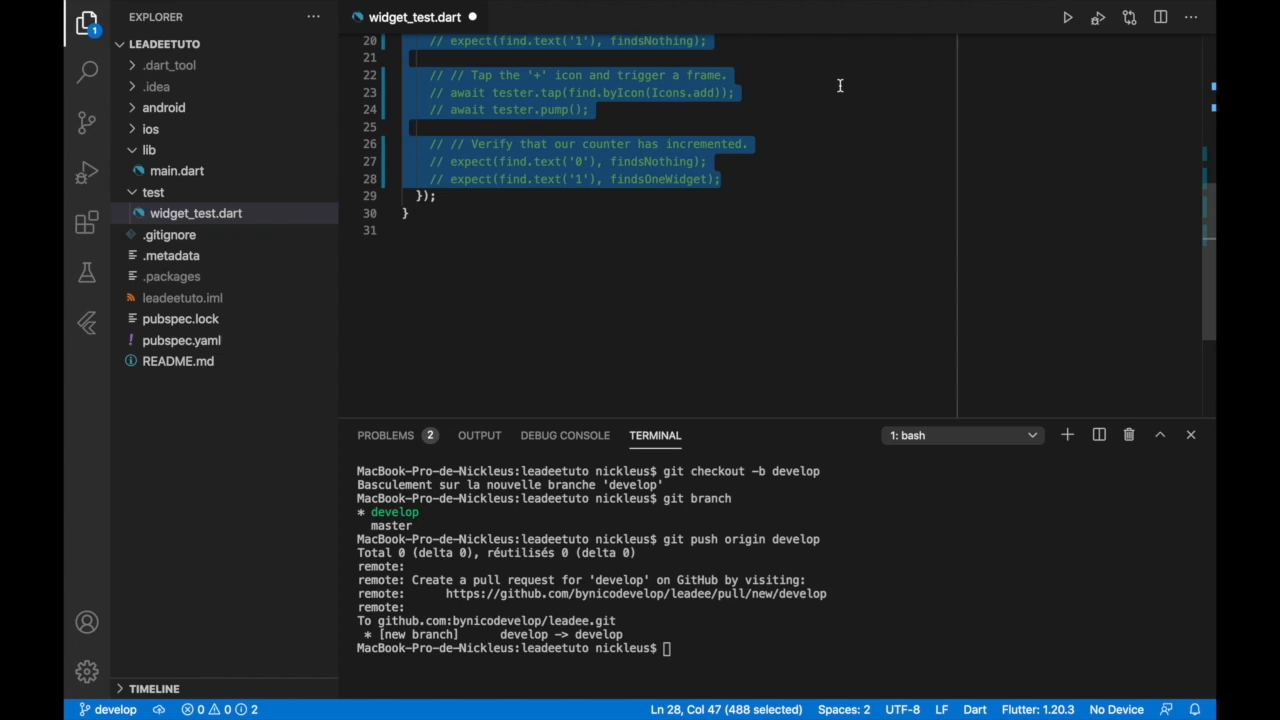 EXPLORER
LEADEETUTO
.dart_tool
.idea
android
ios
lib
main.dart
test
widget_test.dart
.gitignore
.metadata
.packages
leadeetuto.iml
pubspec.lock
pubspec.yaml
README.md
TIMELINE
1
widget_test.dart
20 // expect(find.text('1'), findsNothing);
21
22 // // Tap the '+' icon and trigger a frame.
23 // await tester.tap(find.byIcon(Icons.add));
24 // await tester.pump();
25
26 // // Verify that our counter has incremented.
27 // expect(find.text('0'), findsNothing);
28 // expect(find.text('1'), findsOneWidget);
29 });
30 }
31
PROBLEMS 2 OUTPUT DEBUG CONSOLE TERMINAL 1: bash
MacBook-Pro-de-Nickleus:leadeetuto nickleus$ git checkout -b develop
Basculement sur la nouvelle branche 'develop'
MacBook-Pro-de-Nickleus:leadeetuto nickleus$ git branch
* develop
master
MacBook-Pro-de-Nickleus:leadeetuto nickleus$ git push origin develop
Total 0 (delta 0), réutilisés 0 (delta 0)
remote:
remote: Create a pull request for 'develop' on GitHub by visiting:
remote: https://github.com/bynicodevelop/leadee/pull/new/develop
remote:
To github.com:bynicodevelop/leadee.git
* [new branch] develop -> develop
MacBook-Pro-de-Nickleus:leadeetuto nickleus$
develop 0 0 2 Ln 28, Col 47 (488 selected) Spaces: 2 UTF-8 LF Dart Flutter: 1.20.3 No Device